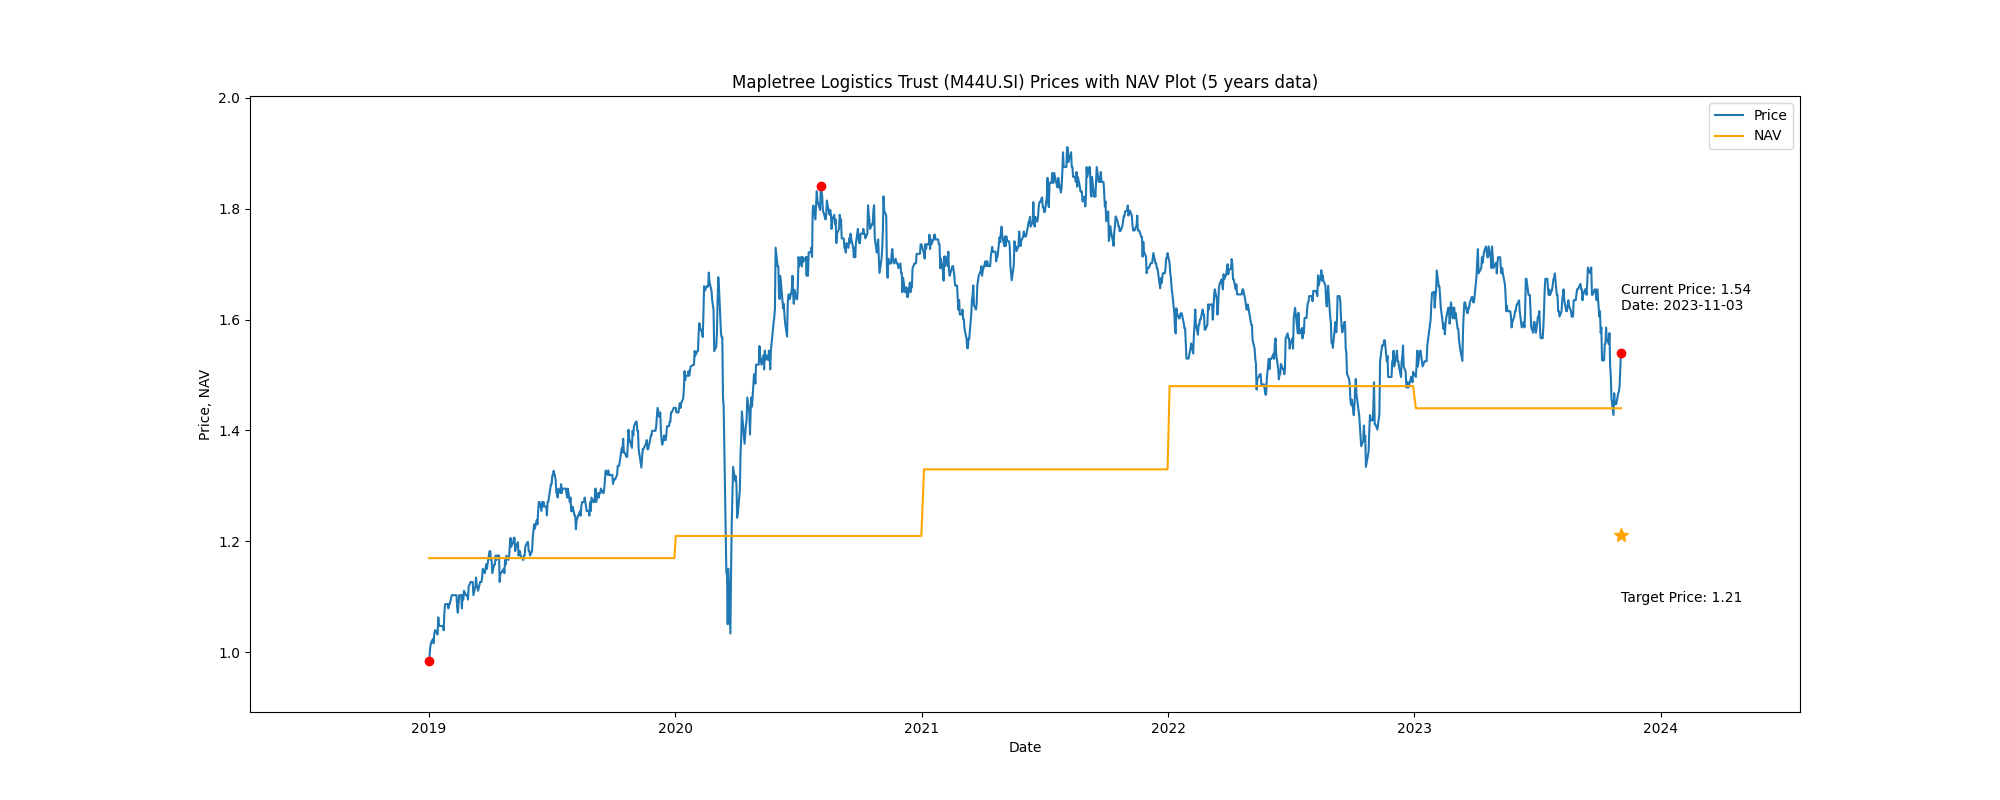 Mapletree Logistics Trust (M44U.SI) Prices with NAV Plot (5 years data)
Price
NAV
2.0
1.8
1.6
1.4
1.2
1.0
Price, NAV
Current Price: 1.54
Date: 2023-11-03
Target Price: 1.21
2019
2020
2021
2022
2023
2024
Date